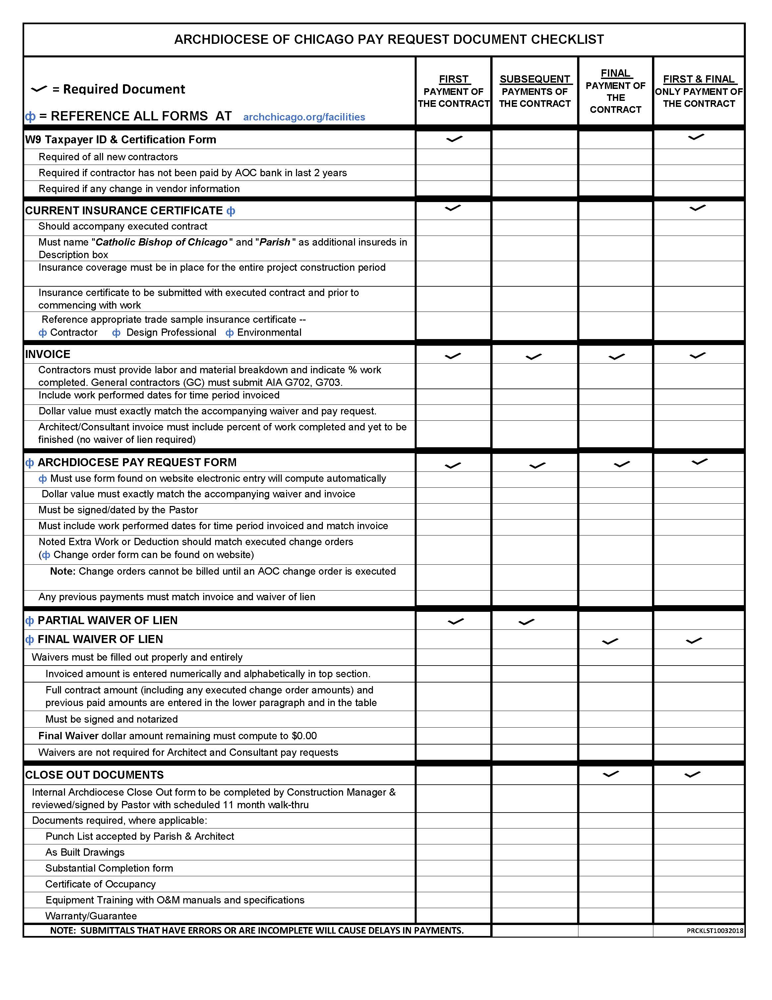 ARCHDIOCESE OF CHICAGO PAY REQUEST DOCUMENT CHECKLIST
✓ = Required Document
ф = REFERENCE ALL FORMS AT archchicago.org/facilities
FIRST
PAYMENT OF
THE CONTRACT
SUBSEQUENT
PAYMENTS OF
THE CONTRACT
FINAL
PAYMENT OF
THE
CONTRACT
FIRST & FINAL
ONLY PAYMENT OF
THE CONTRACT
W9 Taxpayer ID & Certification Form ✓ ✓
Required of all new contractors
Required if contractor has not been paid by AOC bank in last 2 years
Required if any change in vendor information
CURRENT INSURANCE CERTIFICATE ф ✓ ✓
Should accompany executed contract
Must name "Catholic Bishop of Chicago" and "Parish" as additional insureds in
Description box
Insurance coverage must be in place for the entire project construction period
Insurance certificate to be submitted with executed contract and prior to
commencing with work
Reference appropriate trade sample insurance certificate --
ф Contractor ф Design Professional ф Environmental
INVOICE ✓ ✓ ✓ ✓
Contractors must provide labor and material breakdown and indicate % work
completed. General contractors (GC) must submit AIA G702, G703.
Include work performed dates for time period invoiced
Dollar value must exactly match the accompanying waiver and pay request.
Architect/Consultant invoice must include percent of work completed and yet to be
finished (no waiver of lien required)
ф ARCHDIOCESE PAY REQUEST FORM ✓ ✓ ✓ ✓
ф Must use form found on website electronic entry will compute automatically
Dollar value must exactly match the accompanying waiver and invoice
Must be signed/dated by the Pastor
Must include work performed dates for time period invoiced and match invoice
Noted Extra Work or Deduction should match executed change orders
(ф Change order form can be found on website)
Note: Change orders cannot be billed until an AOC change order is executed
Any previous payments must match invoice and waiver of lien
ф PARTIAL WAIVER OF LIEN ✓ ✓
ф FINAL WAIVER OF LIEN ✓ ✓
Waivers must be filled out properly and entirely
Invoiced amount is entered numerically and alphabetically in top section.
Full contract amount (including any executed change order amounts) and
previous paid amounts are entered in the lower paragraph and in the table
Must be signed and notarized
Final Waiver dollar amount remaining must compute to $0.00
Waivers are not required for Architect and Consultant pay requests
CLOSE OUT DOCUMENTS ✓ ✓
Internal Archdiocese Close Out form to be completed by Construction Manager &
reviewed/signed by Pastor with scheduled 11 month walk-thru
Documents required, where applicable:
Punch List accepted by Parish & Architect
As Built Drawings
Substantial Completion form
Certificate of Occupancy
Equipment Training with O&M manuals and specifications
Warranty/Guarantee
NOTE: SUBMITTALS THAT HAVE ERRORS OR ARE INCOMPLETE WILL CAUSE DELAYS IN PAYMENTS.
PRCKLST10032018